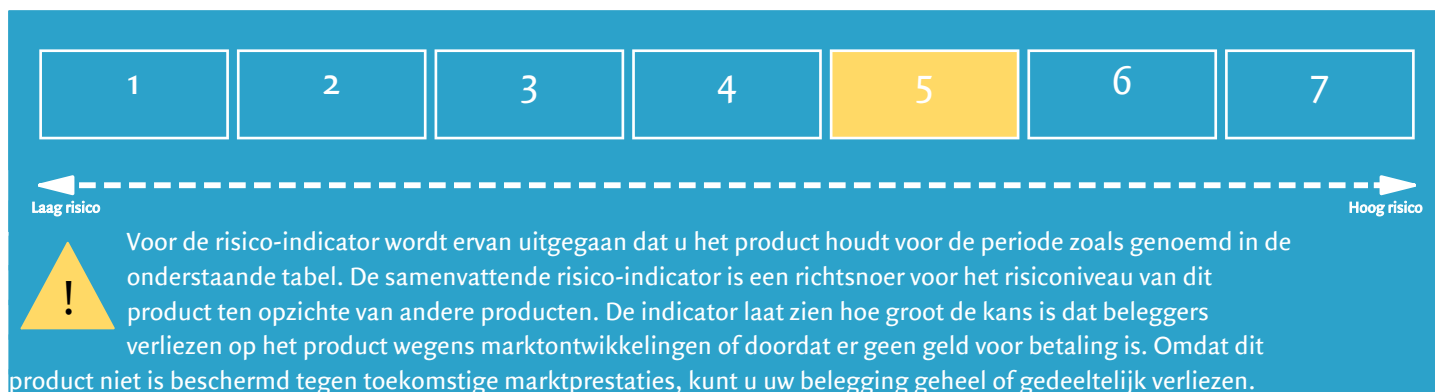 1 2 3 4 5 6 7
Laag risico Hoog risico
Voor de risico-indicator wordt ervan uitgegaan dat u het product houdt voor de periode zoals genoemd in de
onderstaande tabel. De samenvattende risico-indicator is een richtsnoer voor het risiconiveau van dit
! product ten opzichte van andere producten. De indicator laat zien hoe groot de kans is dat beleggers
verliezen op het product wegens marktontwikkelingen of doordat er geen geld voor betaling is. Omdat dit
product niet is beschermd tegen toekomstige marktprestaties, kunt u uw belegging geheel of gedeeltelijk verliezen.